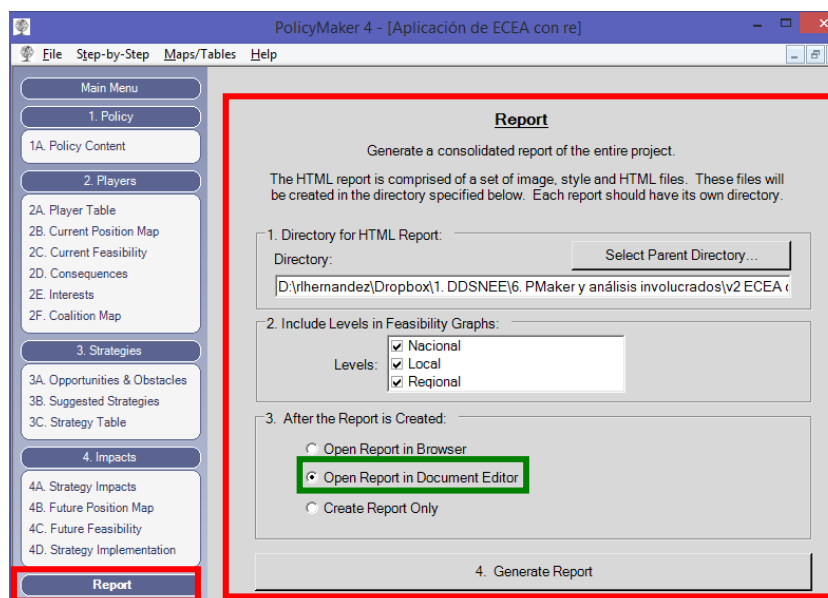 PolicyMaker 4 - [Aplicación de ECEA con re]
File Step-by-Step Maps/Tables Help
Main Menu
1. Policy
1A. Policy Content
2. Players
2A. Player Table
2B. Current Position Map
2C. Current Feasibility
2D. Consequences
2E. Interests
2F. Coalition Map
3. Strategies
3A. Opportunities & Obstacles
3B. Suggested Strategies
3C. Strategy Table
4. Impacts
4A. Strategy Impacts
4B. Future Position Map
4C. Future Feasibility
4D. Strategy Implementation
Report
Report
Generate a consolidated report of the entire project.
The HTML report is comprised of a set of image, style and HTML files. These files will
be created in the directory specified below. Each report should have its own directory.
1. Directory for HTML Report:
Directory:
Select Parent Directory...
D:\rlhernandez\Dropbox\1. DDSNEE\6. PMaker y análisis involucrados\v2 ECEA
2. Include Levels in Feasibility Graphs:
Levels:
Nacional
Local
Regional
3. After the Report is Created:
Open Report in Browser
Open Report in Document Editor
Create Report Only
4. Generate Report